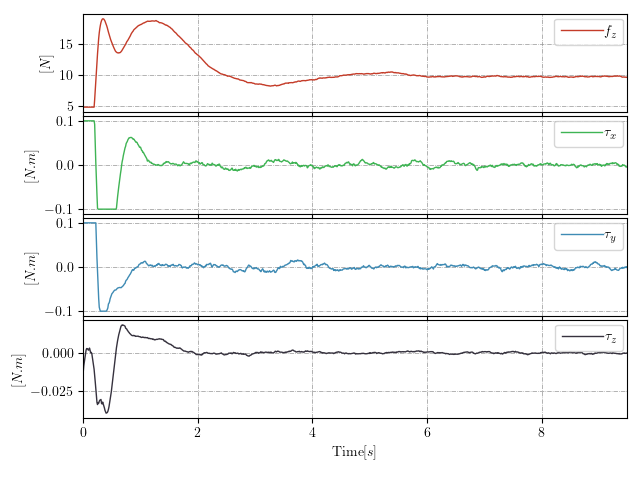 15
10
5
[N]
f_z
0.1
0.0
−0.1
[N.m]
τ_x
0.1
0.0
−0.1
[N.m]
τ_y
0.000
−0.025
[N.m]
τ_z
0 2 4 6 8
Time[s]